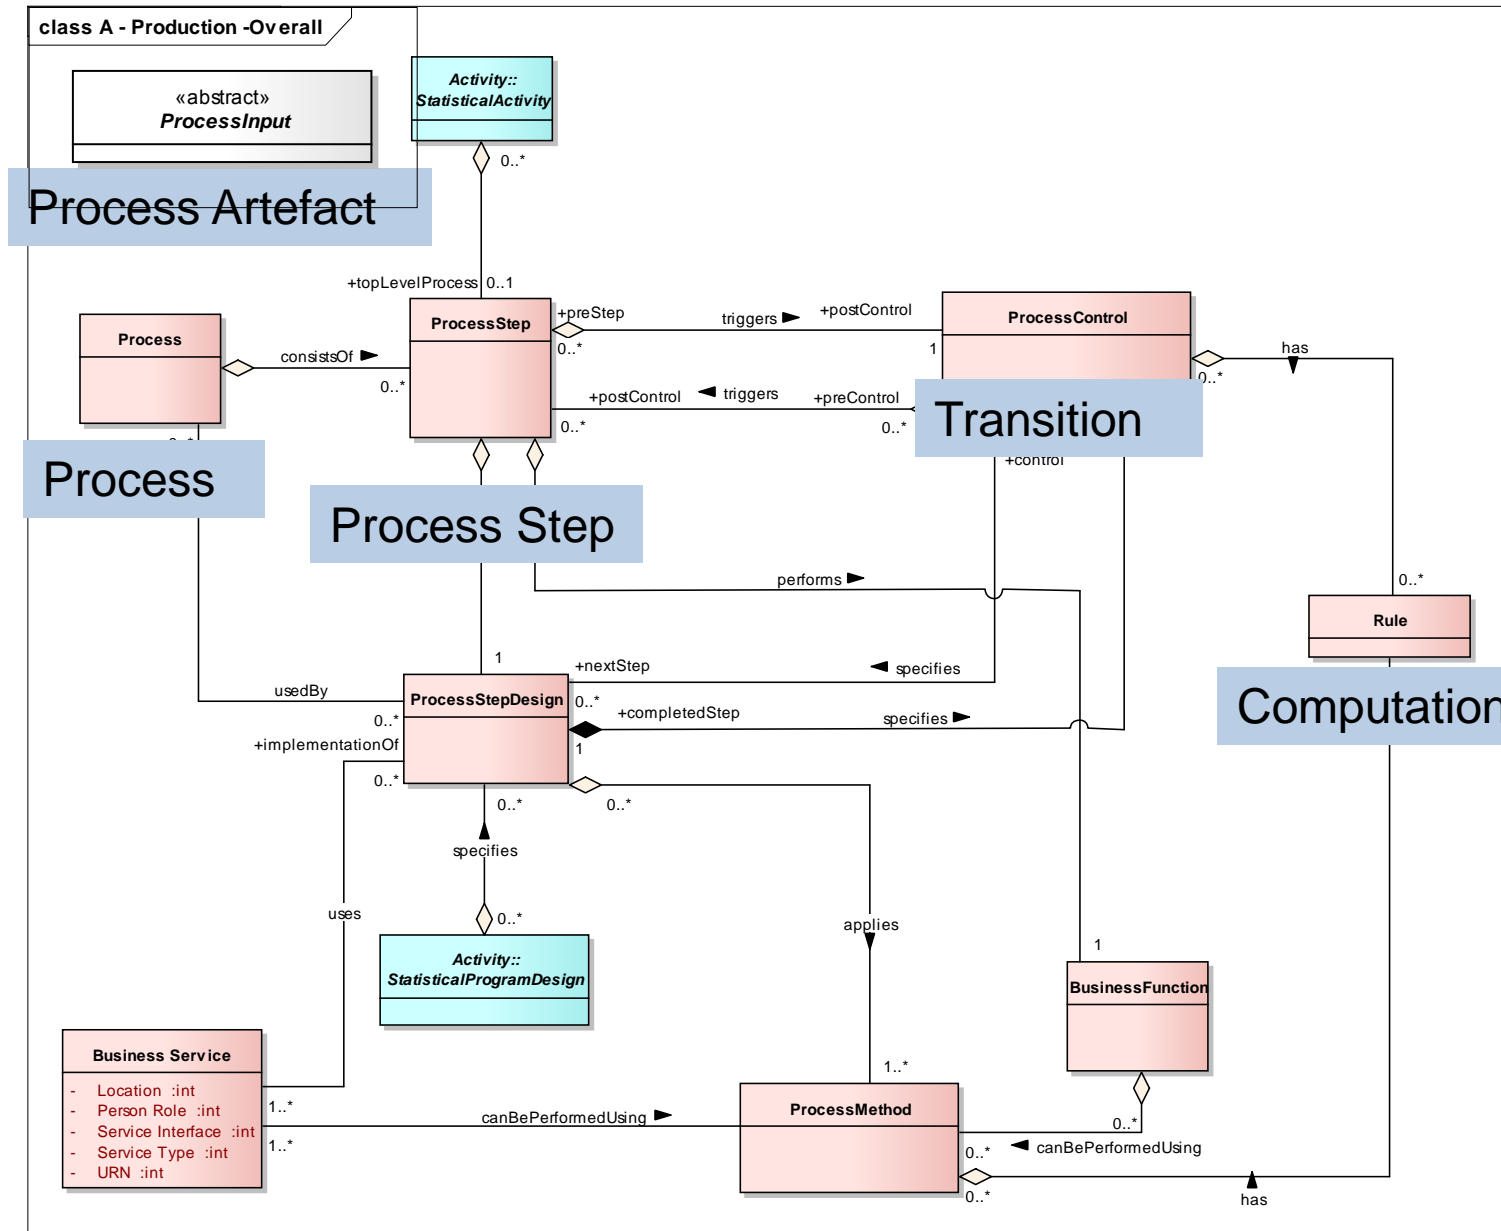 class A - Production -Overall
«abstract»
ProcessInput
Activity::
StatisticalActivity
0..*
Process Artefact
+topLevelProcess 0..1
ProcessStep
+preStep
0..*
triggers
+postControl
1
ProcessControl
has
0..*
Process
consistsOf
0..*
+postControl
0..*
triggers
+preControl
0..*
Transition
+control
Process
Process Step
performs
0..*
Rule
Computation
1
+nextStep
0..*
specifies
usedBy
0..*
ProcessStepDesign
+completedStep
1
specifies
+implementationOf
0..*
0..*
0..*
specifies
0..*
uses
applies
Activity::
StatisticalProgramDesign
1
BusinessFunction
Business Service
- Location :int
- Person Role :int
- Service Interface :int
- Service Type :int
- URN :int
1..*
1..*
canBePerformedUsing
1..*
ProcessMethod
0..*
0..*
canBePerformedUsing
0..*
has